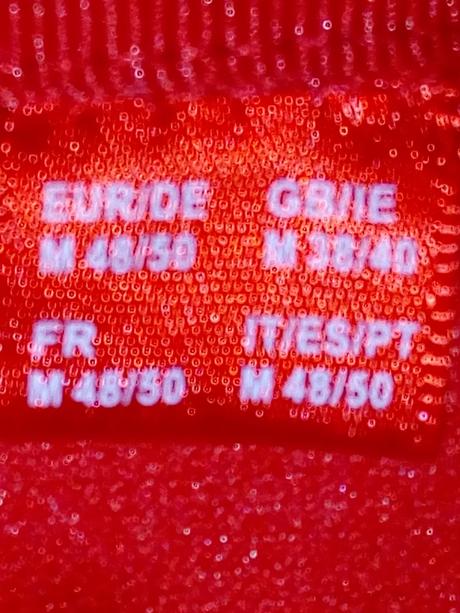 EUR/DE
M 48/50
GB/IE
M 38/40
FR
M 48/50
IT/ES/PT
M 48/50